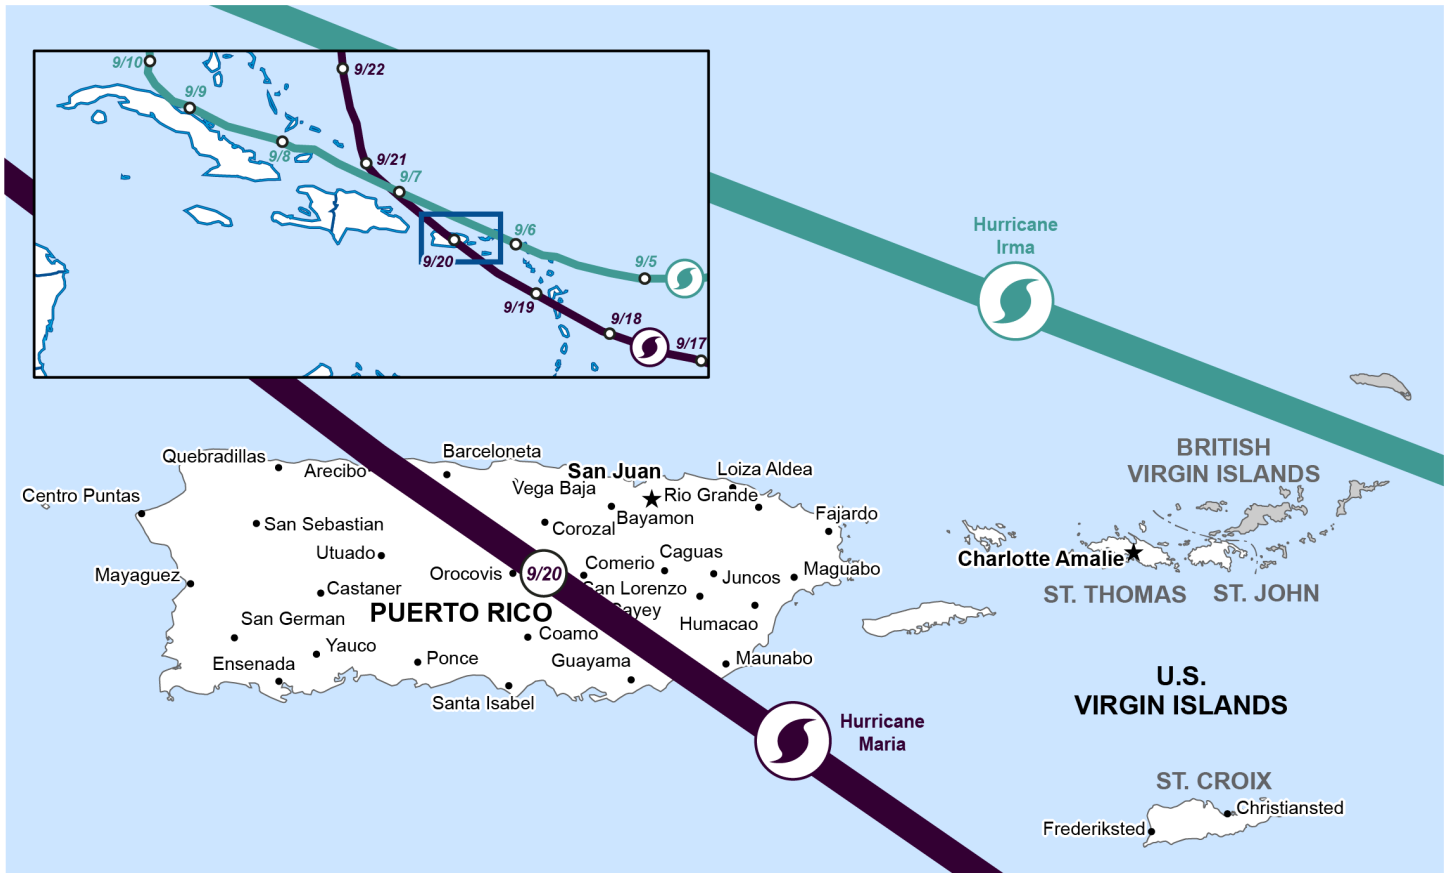 9/10
9/9
9/8
9/7
9/6
9/5
9/22
9/21
9/20
9/19
9/18
9/17
Hurricane
Irma
BRITISH
VIRGIN ISLANDS
Quebradillas
Arecibo
Barceloneta
San Juan
Loiza Aldea
Centro Puntas
Vega Baja
Rio Grande
San Sebastian
Corozal
Bayamon
Fajardo
Utuado
Charlotte Amalie
Mayaguez
Orocovis
9/20
Comerio
Caguas
Juncos
Maguabo
Castaner
San Lorenzo
ST. THOMAS
ST. JOHN
PUERTO RICO
Cayey
San German
Humacao
Yauco
Coamo
Ensenada
Ponce
Guayama
Maunabo
Santa Isabel
U.S.
VIRGIN ISLANDS
Hurricane
Maria
ST. CROIX
Christiansted
Frederiksted